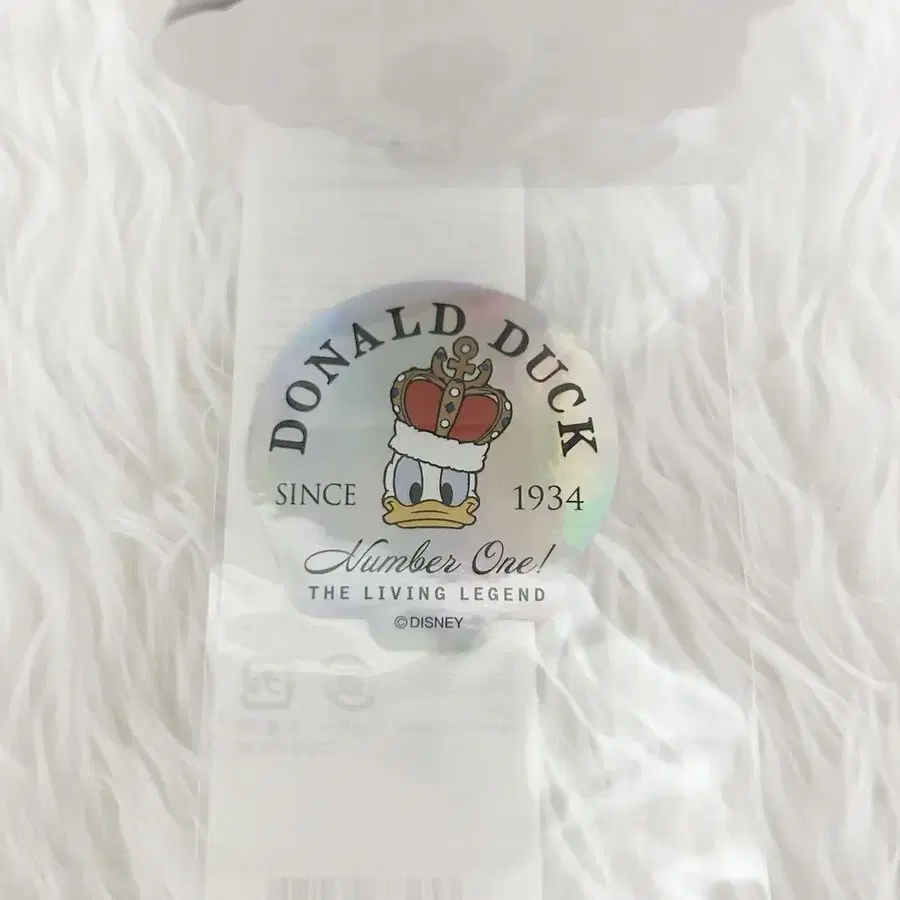 DONALD DUCK
SINCE 1934
Number One!
THE LIVING LEGEND
©DISNEY